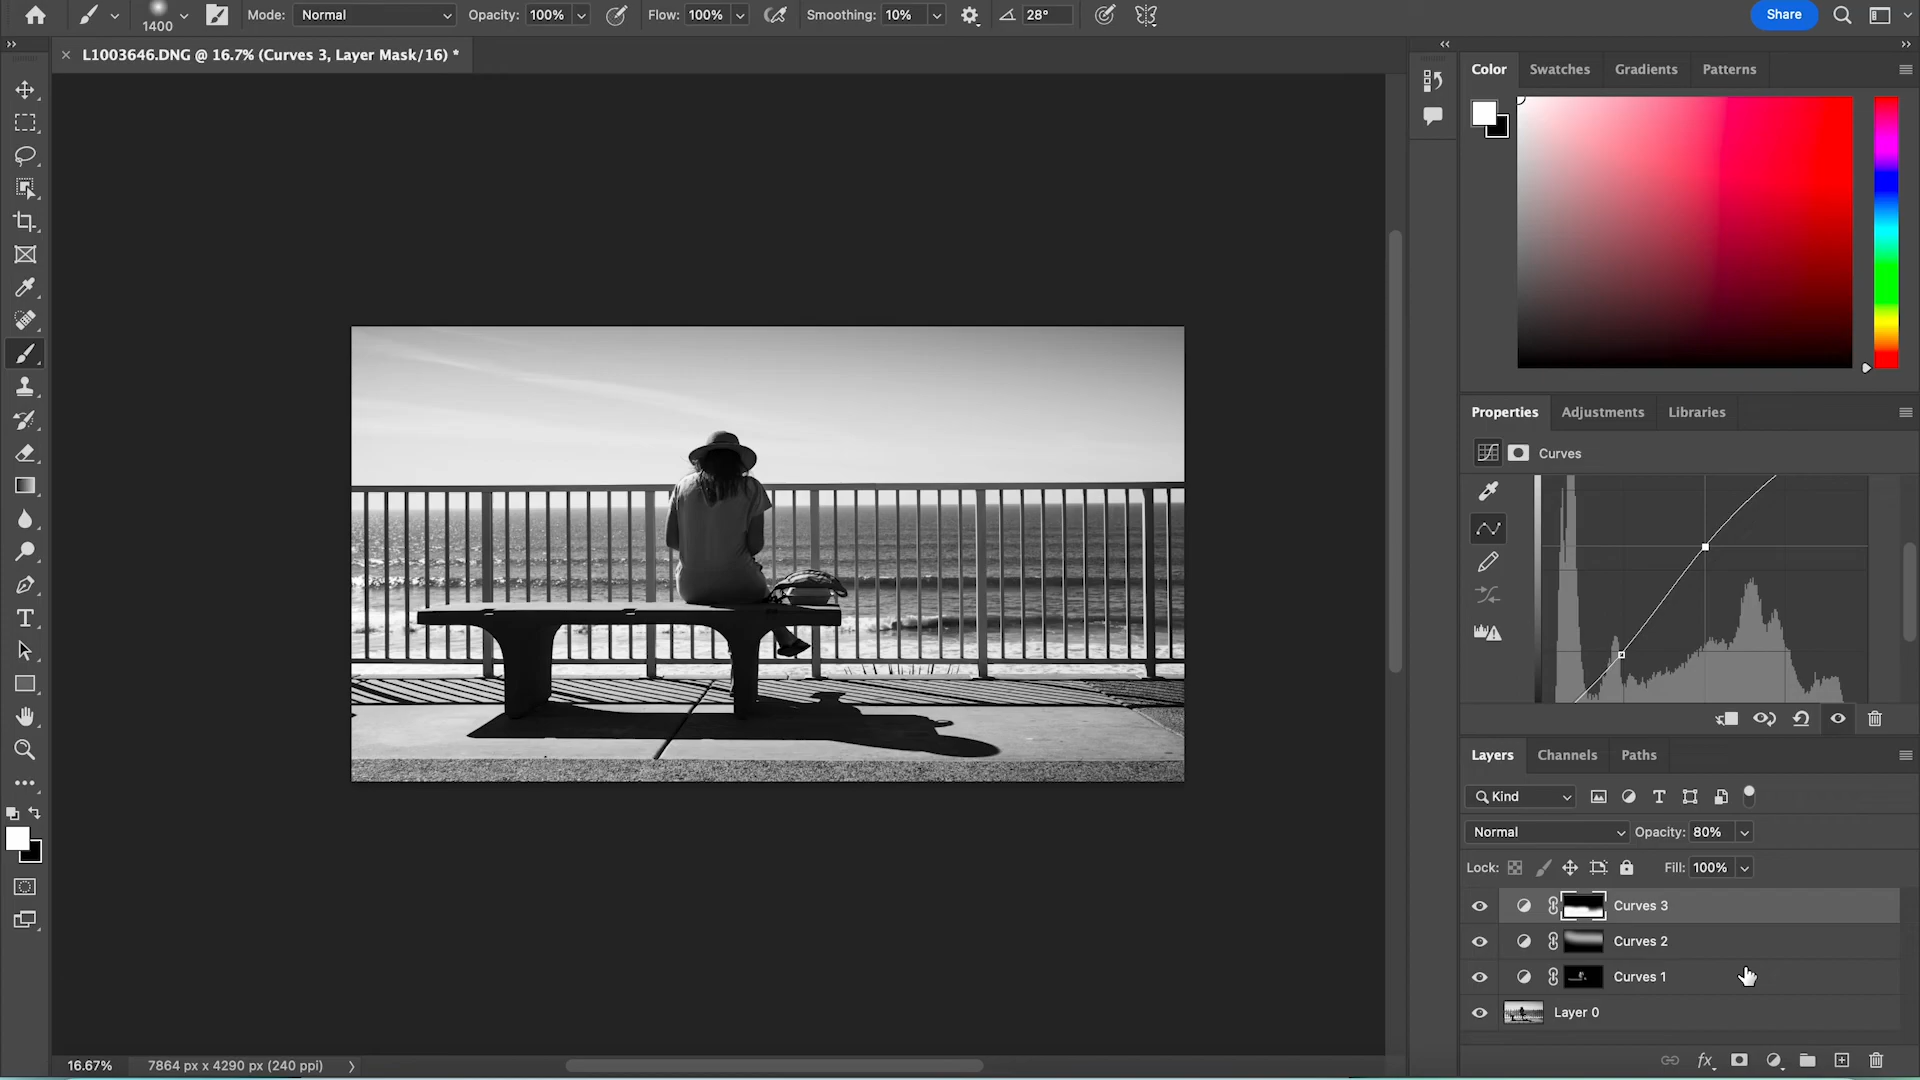 1400 Mode: Normal Opacity: 100% Flow: 100% Smoothing: 10% 28° Share
L1003646.DNG @ 16.7% (Curves 3, Layer Mask/16) *
Color Swatches Gradients Patterns
Properties Adjustments Libraries
Curves
Layers Channels Paths
Kind
Normal Opacity: 80%
Lock: Fill: 100%
Curves 3
Curves 2
Curves 1
Layer 0
fx
16.67% 7864 px x 4290 px (240 ppi)